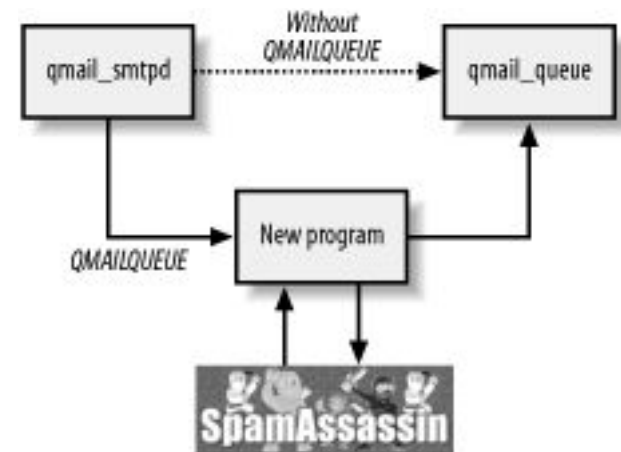 Without
QMAILQUEUE
qmail_smtpd
qmail_queue
New program
QMAILQUEUE
SpamAssassin